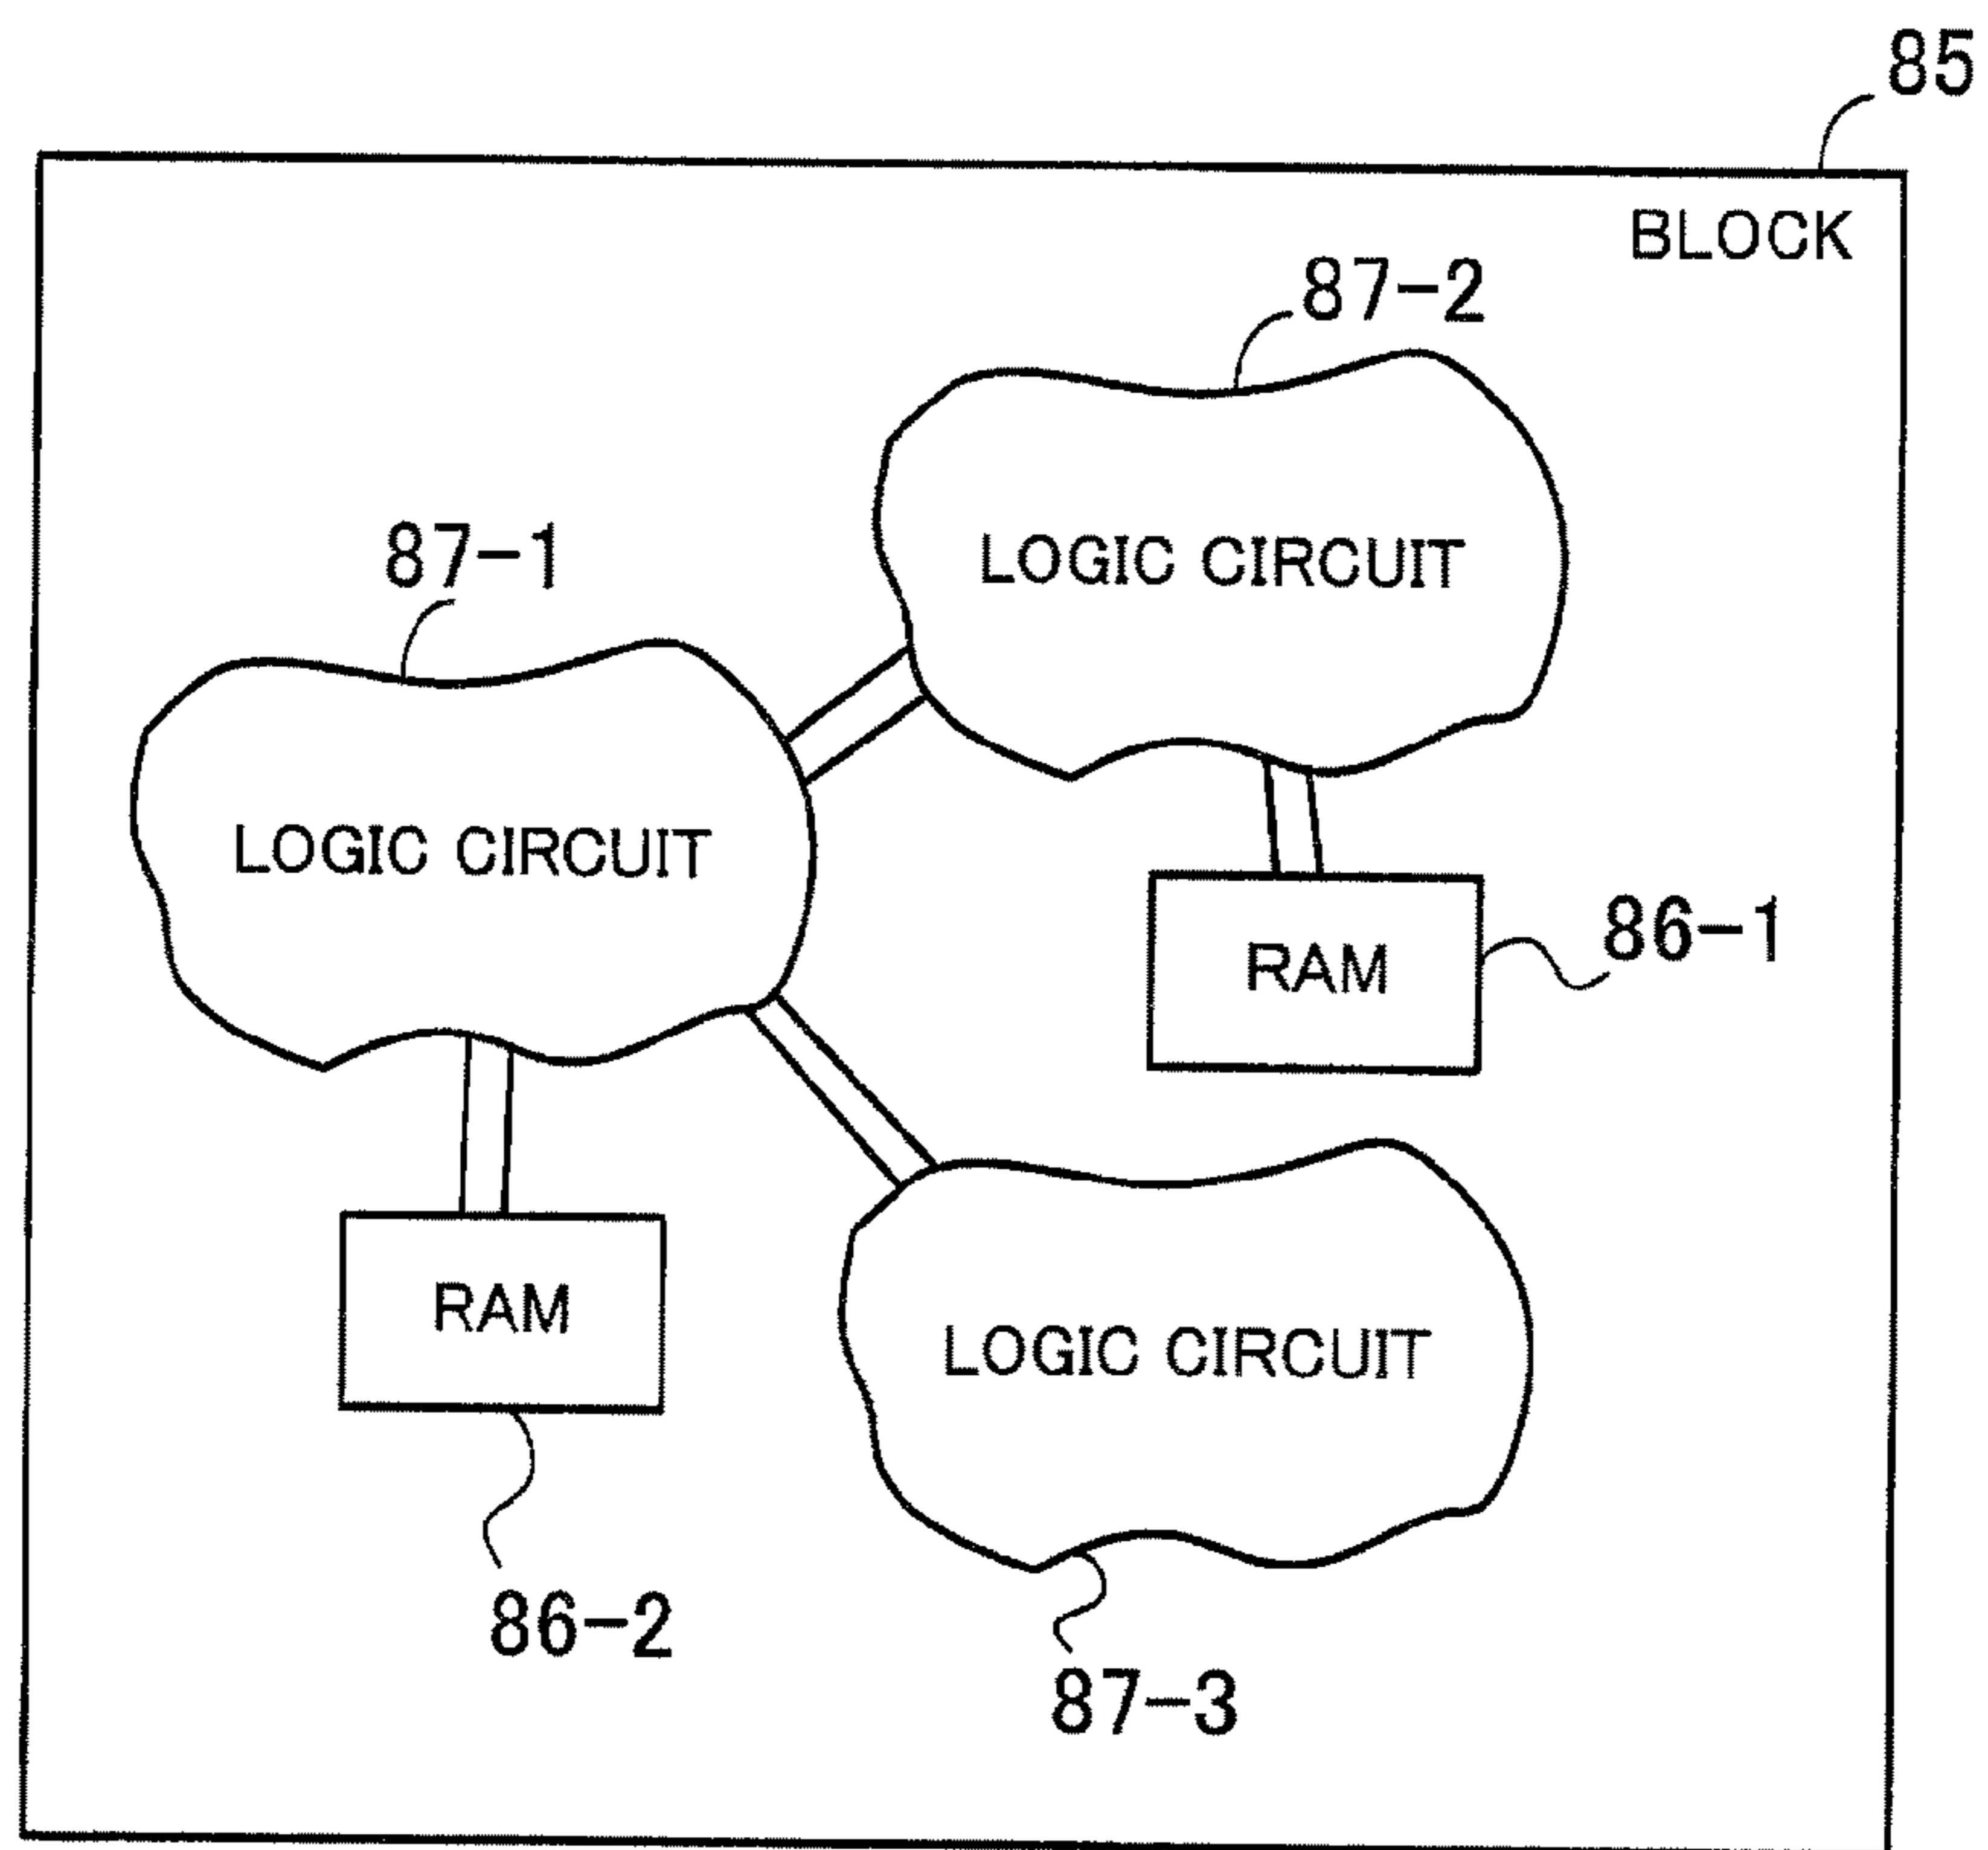 85
BLOCK
87-2
LOGIC CIRCUIT
87-1
LOGIC CIRCUIT
86-1
RAM
RAM
LOGIC CIRCUIT
86-2
87-3